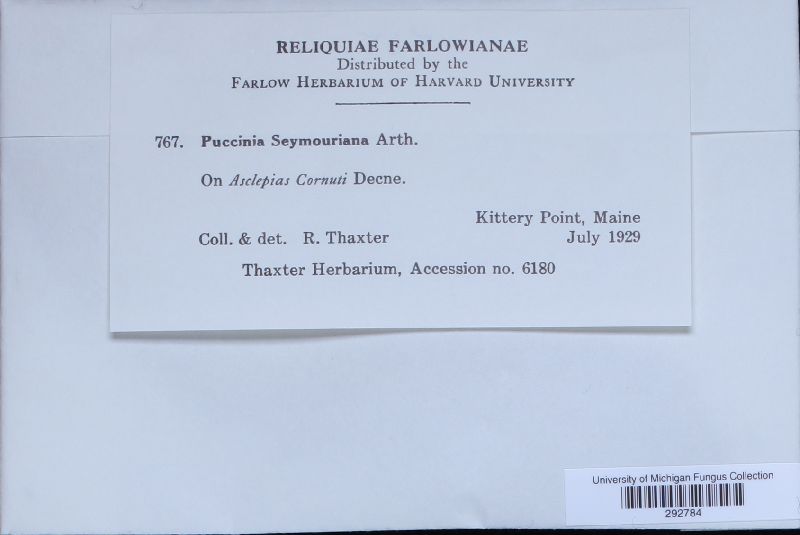 RELIQUIAE FARLOWIANAE
Distributed by the
FARLOW HERBARIUM OF HARVARD UNIVERSITY
767. Puccinia Seymouriana Arth.
On Asclepias Cornuti Decne.
Kittery Point, Maine
Coll. & det. R. Thaxter July 1929
Thaxter Herbarium, Accession no. 6180
University of Michigan Fungus Collection
292784